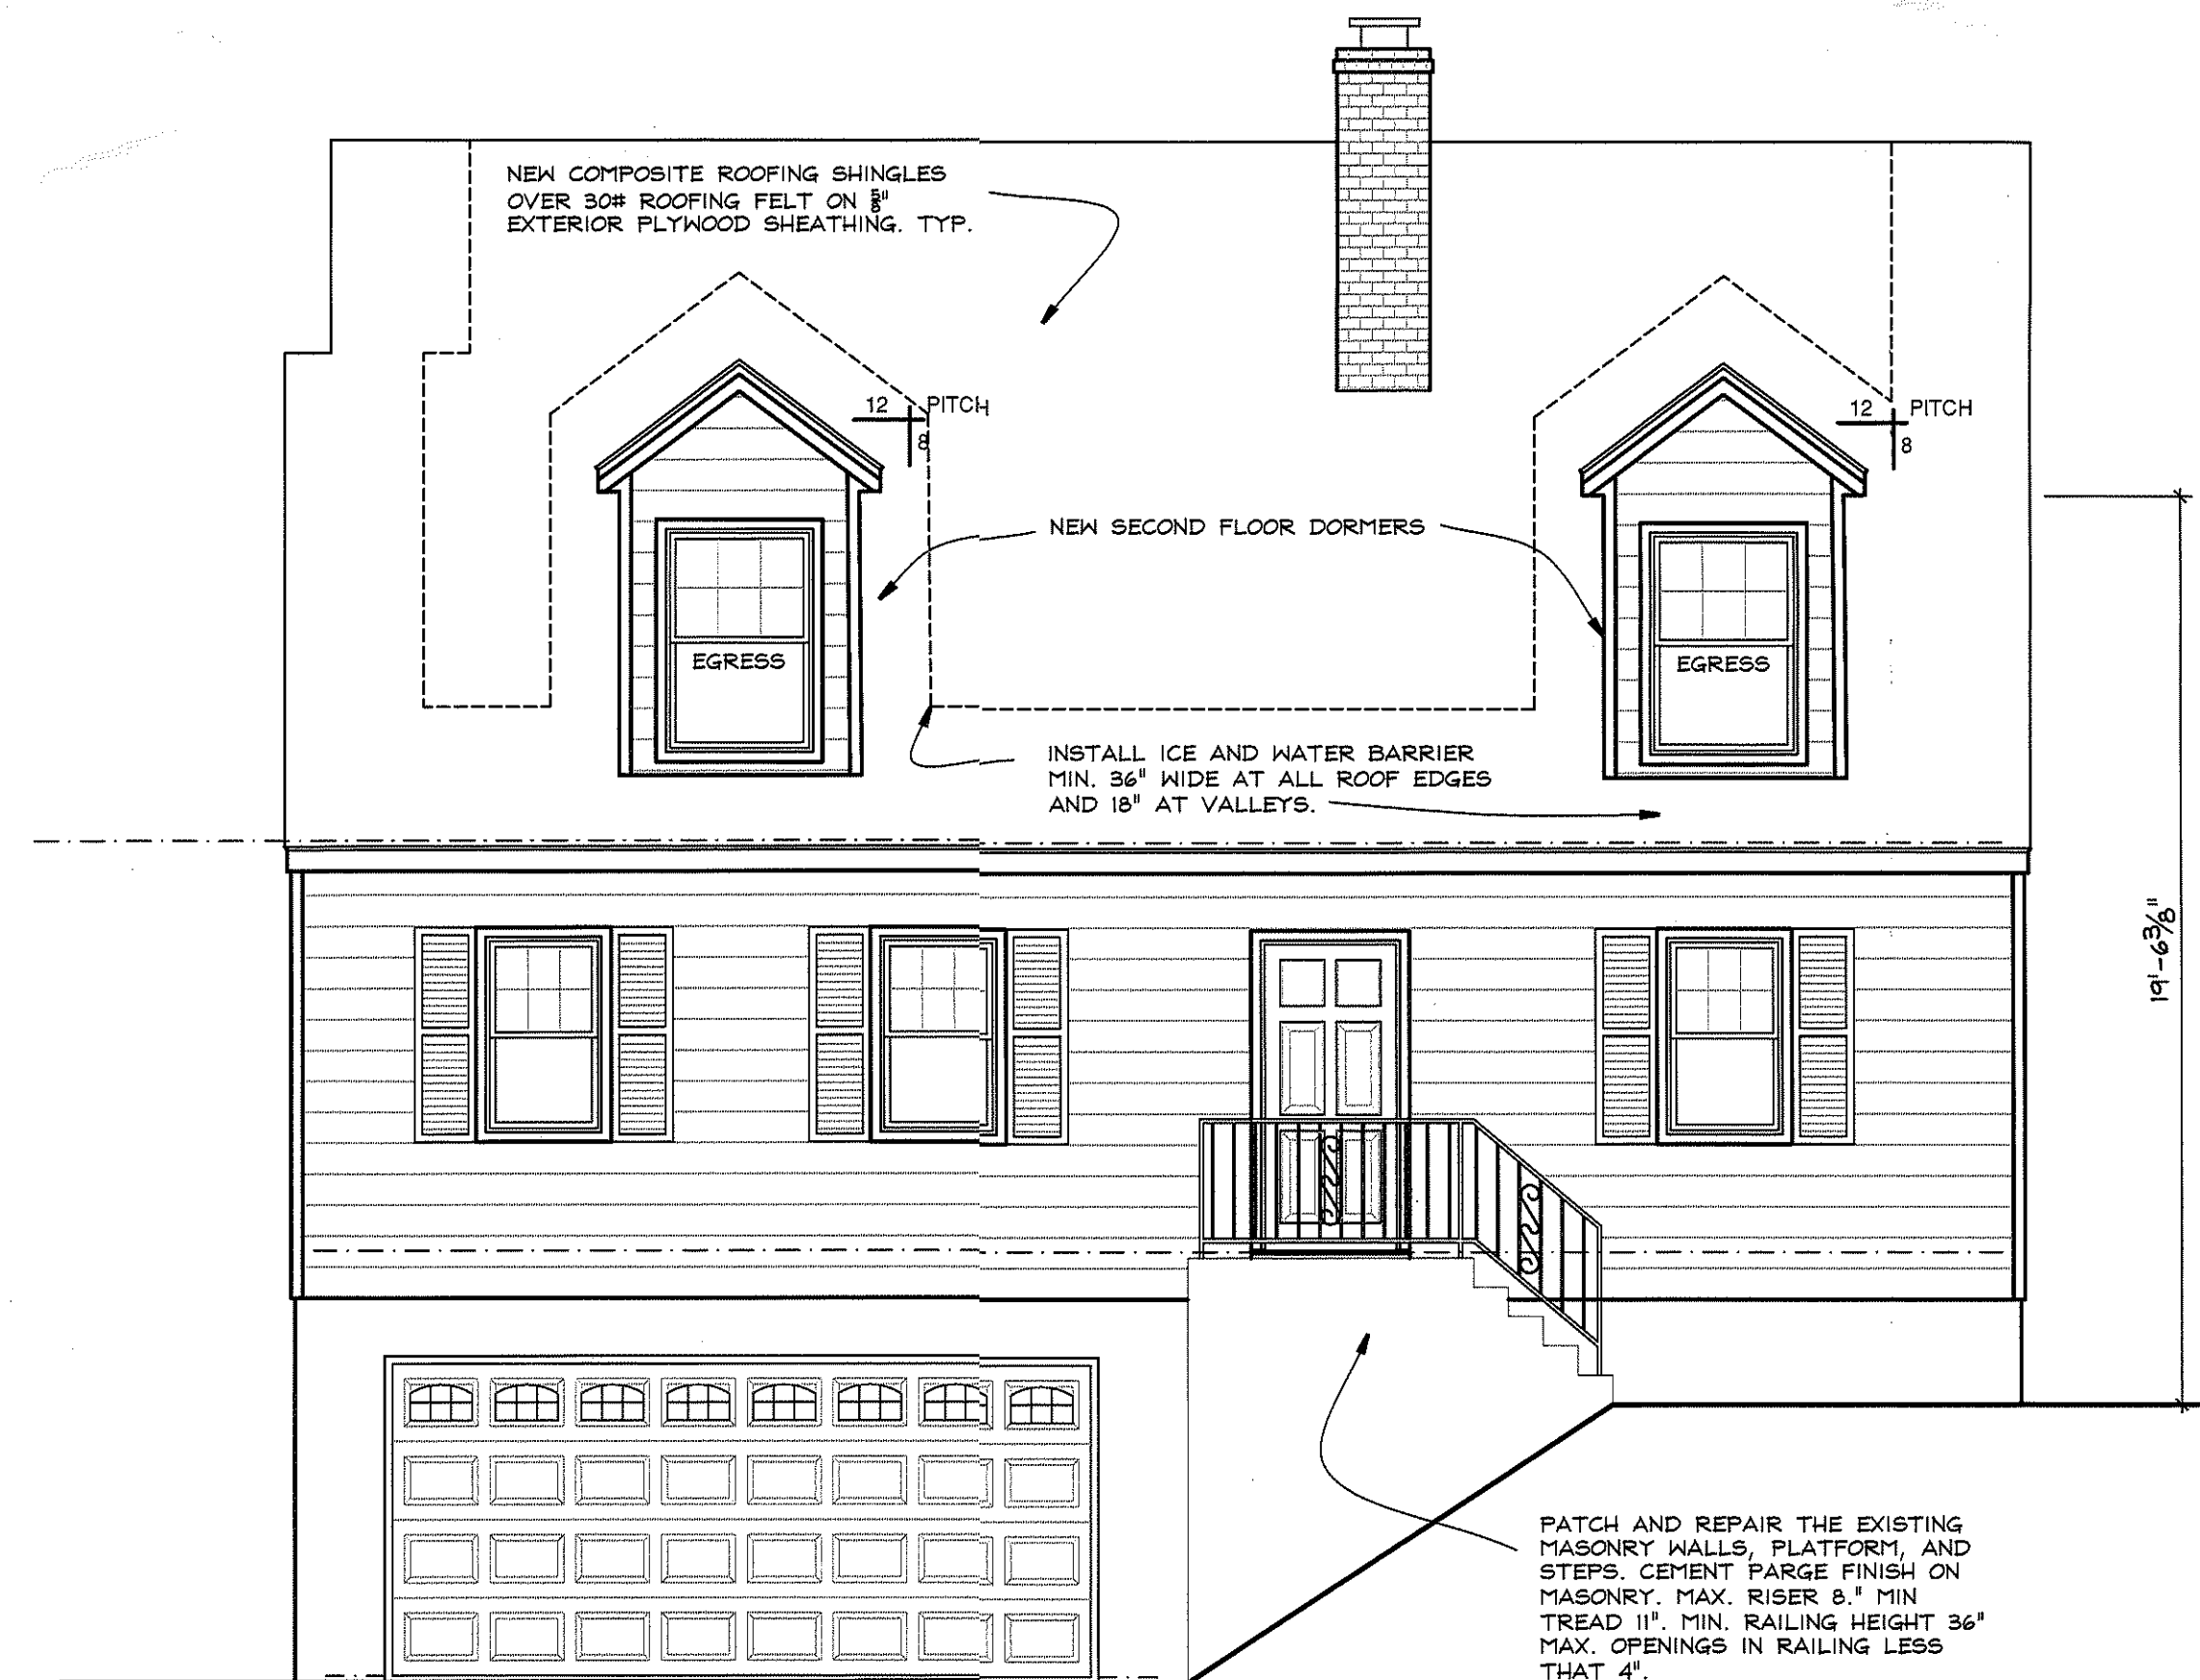 NEW COMPOSITE ROOFING SHINGLES
OVER 30# ROOFING FELT ON 5/8"
EXTERIOR PLYWOOD SHEATHING. TYP.
12 PITCH
8
12 PITCH
8
NEW SECOND FLOOR DORMERS
EGRESS
EGRESS
INSTALL ICE AND WATER BARRIER
MIN. 36" WIDE AT ALL ROOF EDGES
AND 18" AT VALLEYS.
19'-6 3/8"
PATCH AND REPAIR THE EXISTING
MASONRY WALLS, PLATFORM, AND
STEPS. CEMENT PARGE FINISH ON
MASONRY. MAX. RISER 8." MIN
TREAD 11". MIN. RAILING HEIGHT 36"
MAX. OPENINGS IN RAILING LESS
THAT 4".